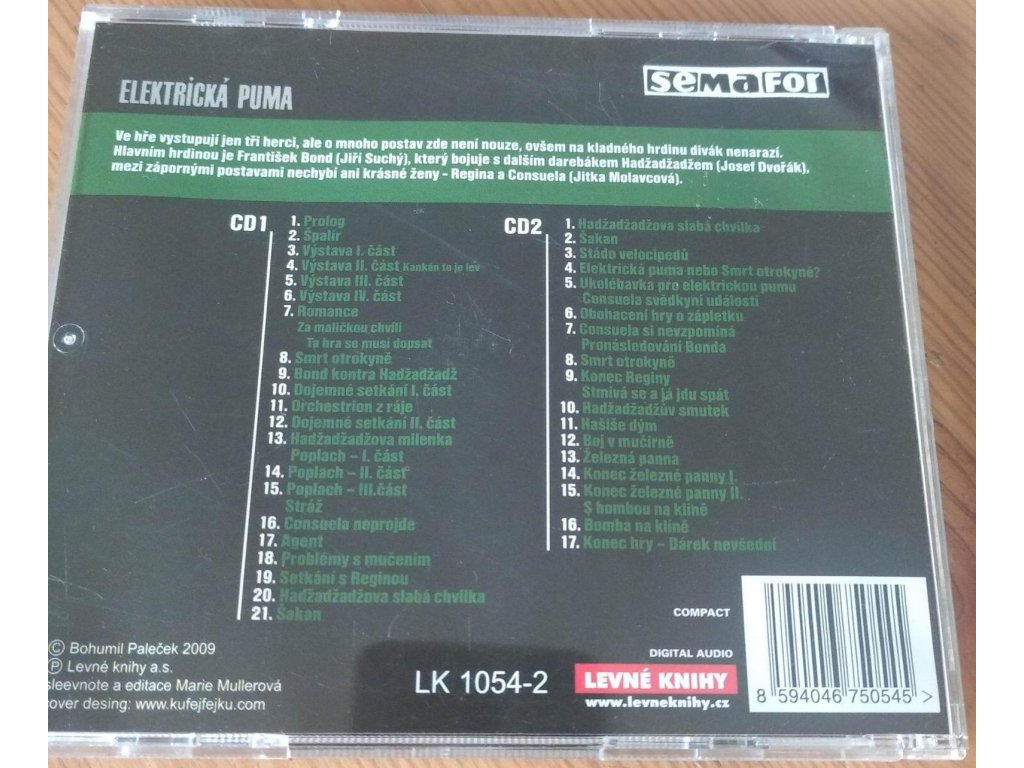 ELEKTRICKÁ PUMA
semafor
Ve hře vystupují jen tři herci, ale o mnoho postav zde není nouze, ovšem na kladného hrdinu divák nenarazí.
Hlavním hrdinou je František Bond (Jiří Suchý), který bojuje s dalším darebákem Hadžadžadžem (Josef Dvořák),
mezi zápornými postavami nechybí ani krásné ženy - Regina a Consuela (Jitka Molavcová).
CD1
1. Prolog
2. Špalír
3. Výstava I. část
4. Výstava II. část Kankán to je lev
5. Výstava III. část
6. Výstava IV. část
7. Romance
Za maličkou chvíli
Ta hra se musí dopsat
8. Smrt otrokyně
9. Bond kontra Hadžadžadž
10. Dojemné setkání I. část
11. Orchestrion z ráje
12. Dojemné setkání II. část
13. Hadžadžadžova milenka
Poplach – I. část
14. Poplach – II. část
15. Poplach – III.část
Stráž
16. Consuela neprojde
17. Agent
18. Problémy s mučením
19. Setkání s Reginou
20. Hadžadžadžova slabá chvilka
21. Šakan
CD2
1. Hadžadžadžova slabá chvilka
2. Šakan
3. Stádo velocipedů
4. Elektrická puma nebo Smrt otrokyně?
5. Ukolébavka pro elektrickou pumu
Consuela svědkyní události
6. Obohacení hry o zápletku
7. Consuela si nevzpomíná
Pronásledování Bonda
8. Smrt otrokyně
9. Konec Reginy
Stmívá se a já jdu spát
10. Hadžadžadžův smutek
11. Hašiše dým
12. Boj v mučírně
13. Železná panna
14. Konec železné panny I.
15. Konec železné panny II.
S bombou na klíně
16. Bomba na klíně
17. Konec hry – Dárek nevšední
© Bohumil Paleček 2009
℗ Levné knihy a.s.
sleevnote a editace Marie Mullerová
over desing: www.kufejfejku.com
LK 1054-2
COMPACT
DIGITAL AUDIO
LEVNÉ KNIHY
www.levneknihy.cz
8 594046 750545 >